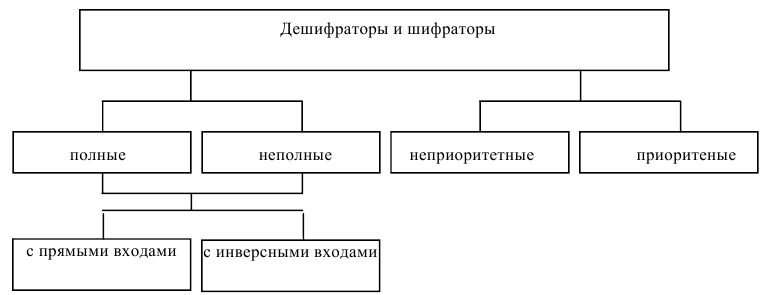 Дешифраторы и шифраторы
полные
неполные
неприоритетные
приоритеные
с прямыми входами
с инверсными входами